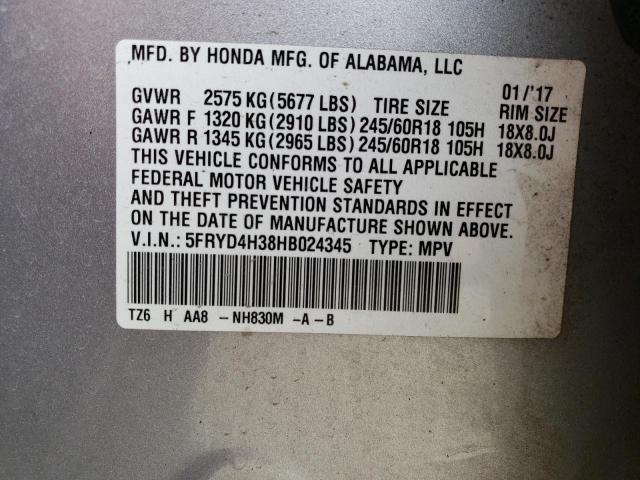 MFD. BY HONDA MFG. OF ALABAMA, LLC
01/'17
GVWR 2575 KG(5677 LBS) TIRE SIZE RIM SIZE
GAWR F 1320 KG(2910 LBS) 245/60R18 105H 18X8.0J
GAWR R 1345 KG(2965 LBS) 245/60R18 105H 18X8.0J
THIS VEHICLE CONFORMS TO ALL APPLICABLE
FEDERAL MOTOR VEHICLE SAFETY
AND THEFT PREVENTION STANDARDS IN EFFECT
ON THE DATE OF MANUFACTURE SHOWN ABOVE.
V.I.N.: 5FRYD4H38HB024345 TYPE: MPV
TZ6 H AA8 - NH830M -A-B